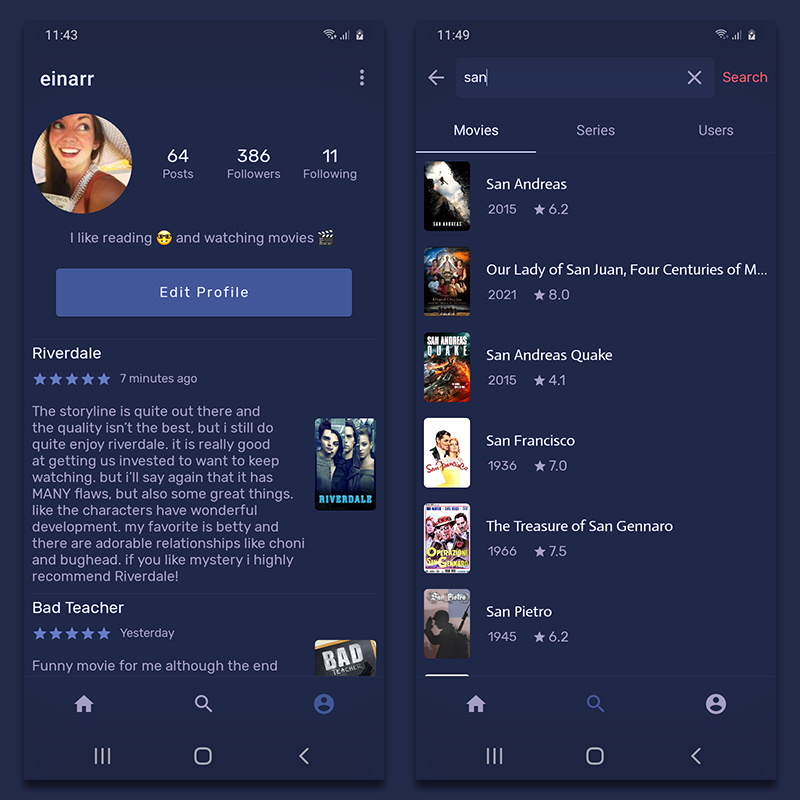 11:43
einarr
64
386
11
Posts
Followers
Following
I like reading 😎 and watching movies 🎬
Edit Profile
Riverdale
7 minutes ago
The storyline is quite out there and
the quality isn't the best, but i still do
quite enjoy riverdale. it is really good
at getting us invested to want to keep
watching. but i'll say again that it has
MANY flaws, but also some great things.
like the characters have wonderful
development. my favorite is betty and
there are adorable relationships like choni
and bughead. if you like mystery i highly
recommend Riverdale!
RIVERDALE
Bad Teacher
Yesterday
Funny movie for me although the end
BAD
TEACHER
11:49
san
Search
Movies
Series
Users
SAN ANDREAS
San Andreas
2015 ★ 6.2
Our Lady of San Juan, Four Centuries of M...
2021 ★ 8.0
SAN ANDREAS
QUAKE
San Andreas Quake
2015 ★ 4.1
San Francisco
San Francisco
1936 ★ 7.0
OPERAZIONE
SAN GENNARO
The Treasure of San Gennaro
1966 ★ 7.5
San Pietro
San Pietro
1945 ★ 6.2